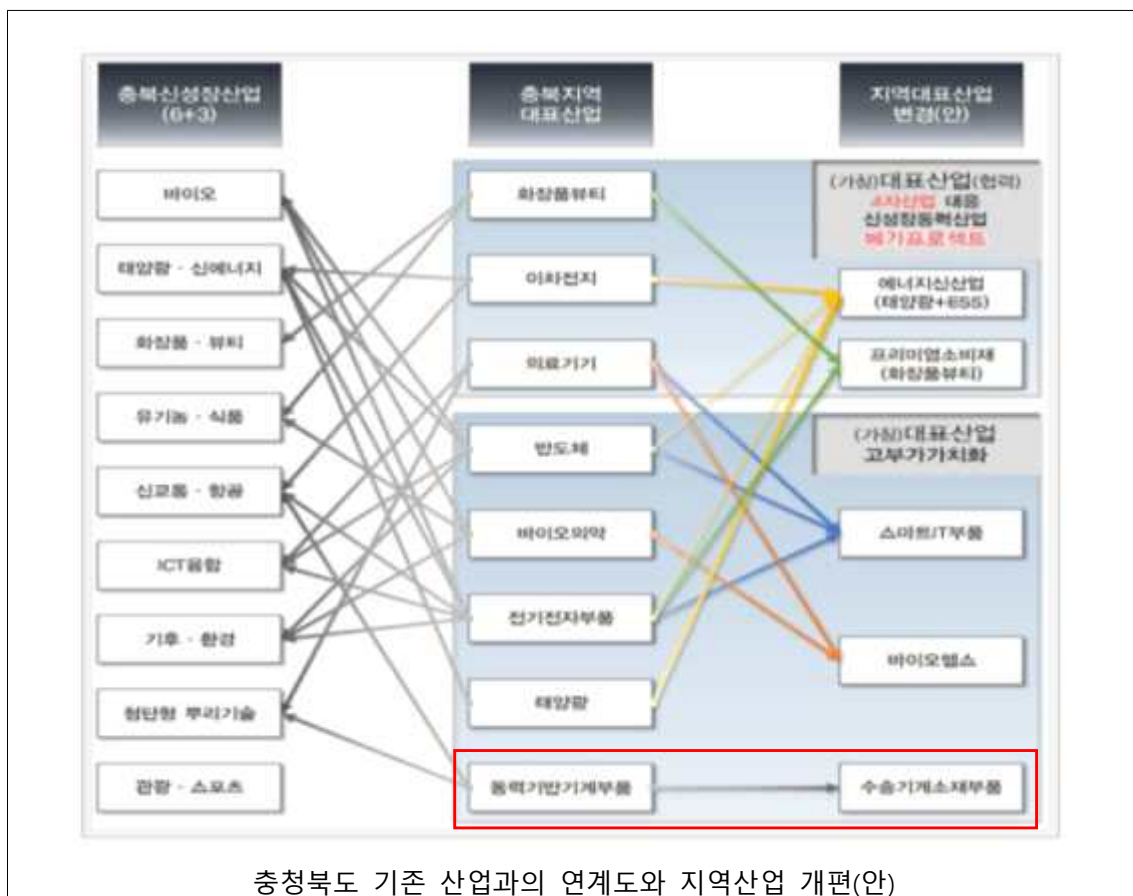 충북신성장산업
(6+3)
충북지역
대표산업
지역대표산업
변경(안)
바이오
태양광 · 신에너지
화장품 · 뷰티
유기농 · 식품
신교통 · 항공
ICT융합
기후 · 환경
첨단형 뿌리기술
관광 · 스포츠
화장품뷰티
이차전지
의료기기
반도체
바이오의약
전기전자부품
태양광
동력기반기계부품
(가칭)대표산업(협력)
4차산업 대응
신성장동력산업
메가프로젝트
에너지신산업
(태양광+ESS)
프리미엄소비재
(화장품뷰티)
(가칭)대표산업
고부가가치화
스마트IT부품
바이오헬스
수송기계소재부품
충청북도 기존 산업과의 연계도와 지역산업 개편(안)